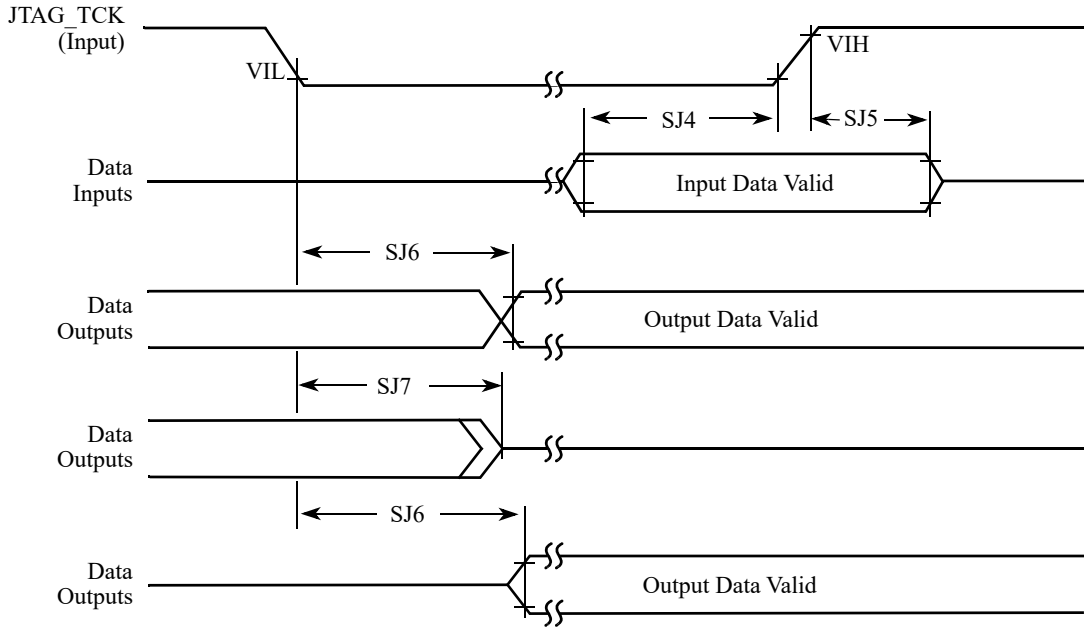 JTAG_TCK
(Input)
VIH
VIL
SJ4
SJ5
Data
Inputs
Input Data Valid
SJ6
Data
Outputs
Output Data Valid
SJ7
Data
Outputs
SJ6
Data
Outputs
Output Data Valid